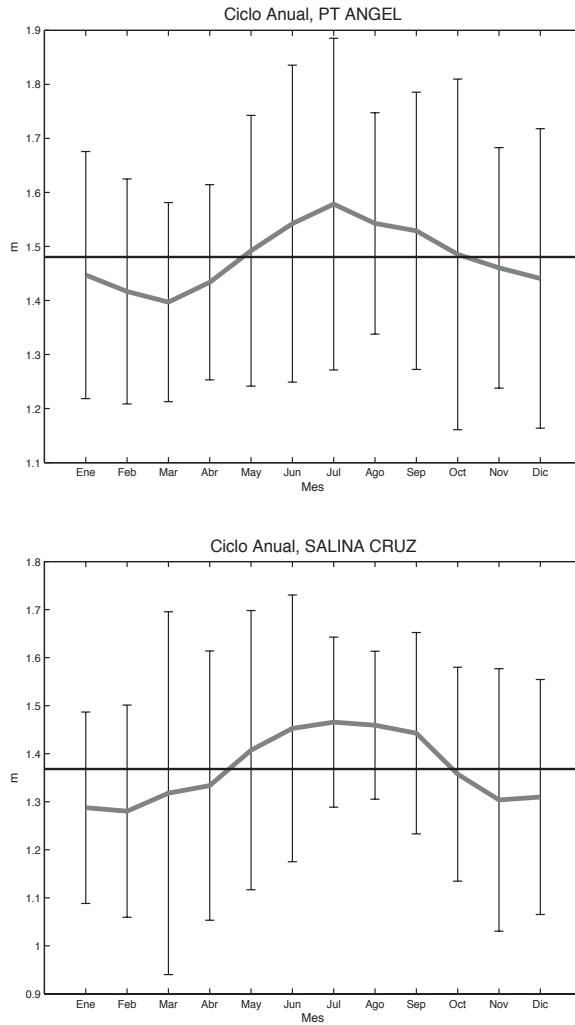 Ciclo Anual, PT ANGEL
1.9
1.8
1.7
1.6
1.5
1.4
1.3
1.2
1.1
m
Ene Feb Mar Abr May Jun Jul Ago Sep Oct Nov Dic
Mes
Ciclo Anual, SALINA CRUZ
1.8
1.7
1.6
1.5
1.4
1.3
1.2
1.1
1
0.9
m
Ene Feb Mar Abr May Jun Jul Ago Sep Oct Nov Dic
Mes